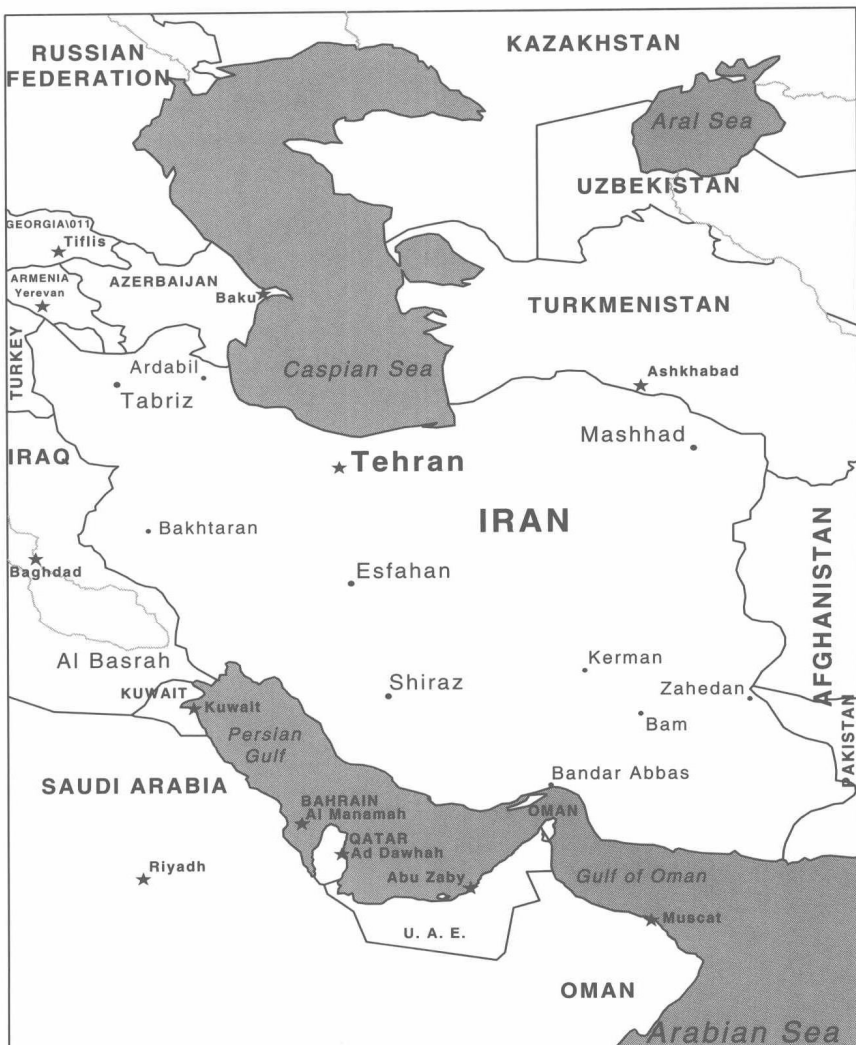 RUSSIAN
FEDERATION
KAZAKHSTAN
Aral Sea
UZBEKISTAN
GEORGIA\011
Tiflis
ARMENIA
Yerevan
AZERBAIJAN
Baku
TURKMENISTAN
TURKEY
Ardabil
Tabriz
Caspian Sea
Ashkhabad
Mashhad
IRAQ
Tehran
IRAN
AFGHANISTAN
Bakhtaran
Baghdad
Esfahan
Al Basrah
Kerman
Shiraz
Zahedan
KUWAIT
Kuwait
Bam
PAKISTAN
Persian
Gulf
SAUDI ARABIA
Bandar Abbas
BAHRAIN
Al Manamah
OMAN
QATAR
Ad Dawhah
Riyadh
Abu Zaby
Gulf of Oman
Muscat
U. A. E.
OMAN
Arabian Sea